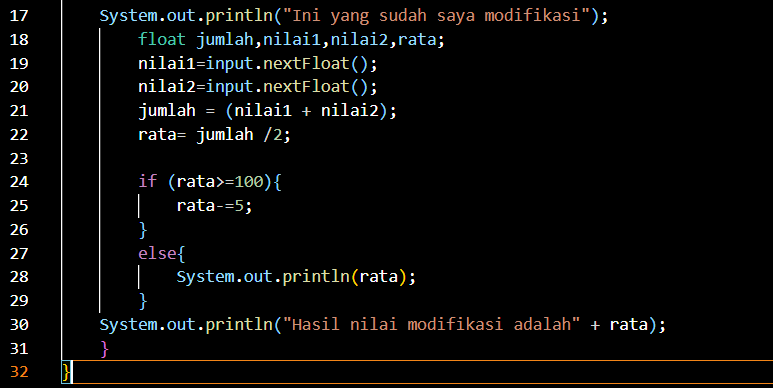 17 System.out.println("Ini yang sudah saya modifikasi");
18 float jumlah,nilai1,nilai2,rata;
19 nilai1=input.nextFloat();
20 nilai2=input.nextFloat();
21 jumlah = (nilai1 + nilai2);
22 rata= jumlah /2;
23
24 if (rata>=100){
25 rata-=5;
26 }
27 else{
28 System.out.println(rata);
29 }
30 System.out.println("Hasil nilai modifikasi adalah" + rata);
31 }
32 }